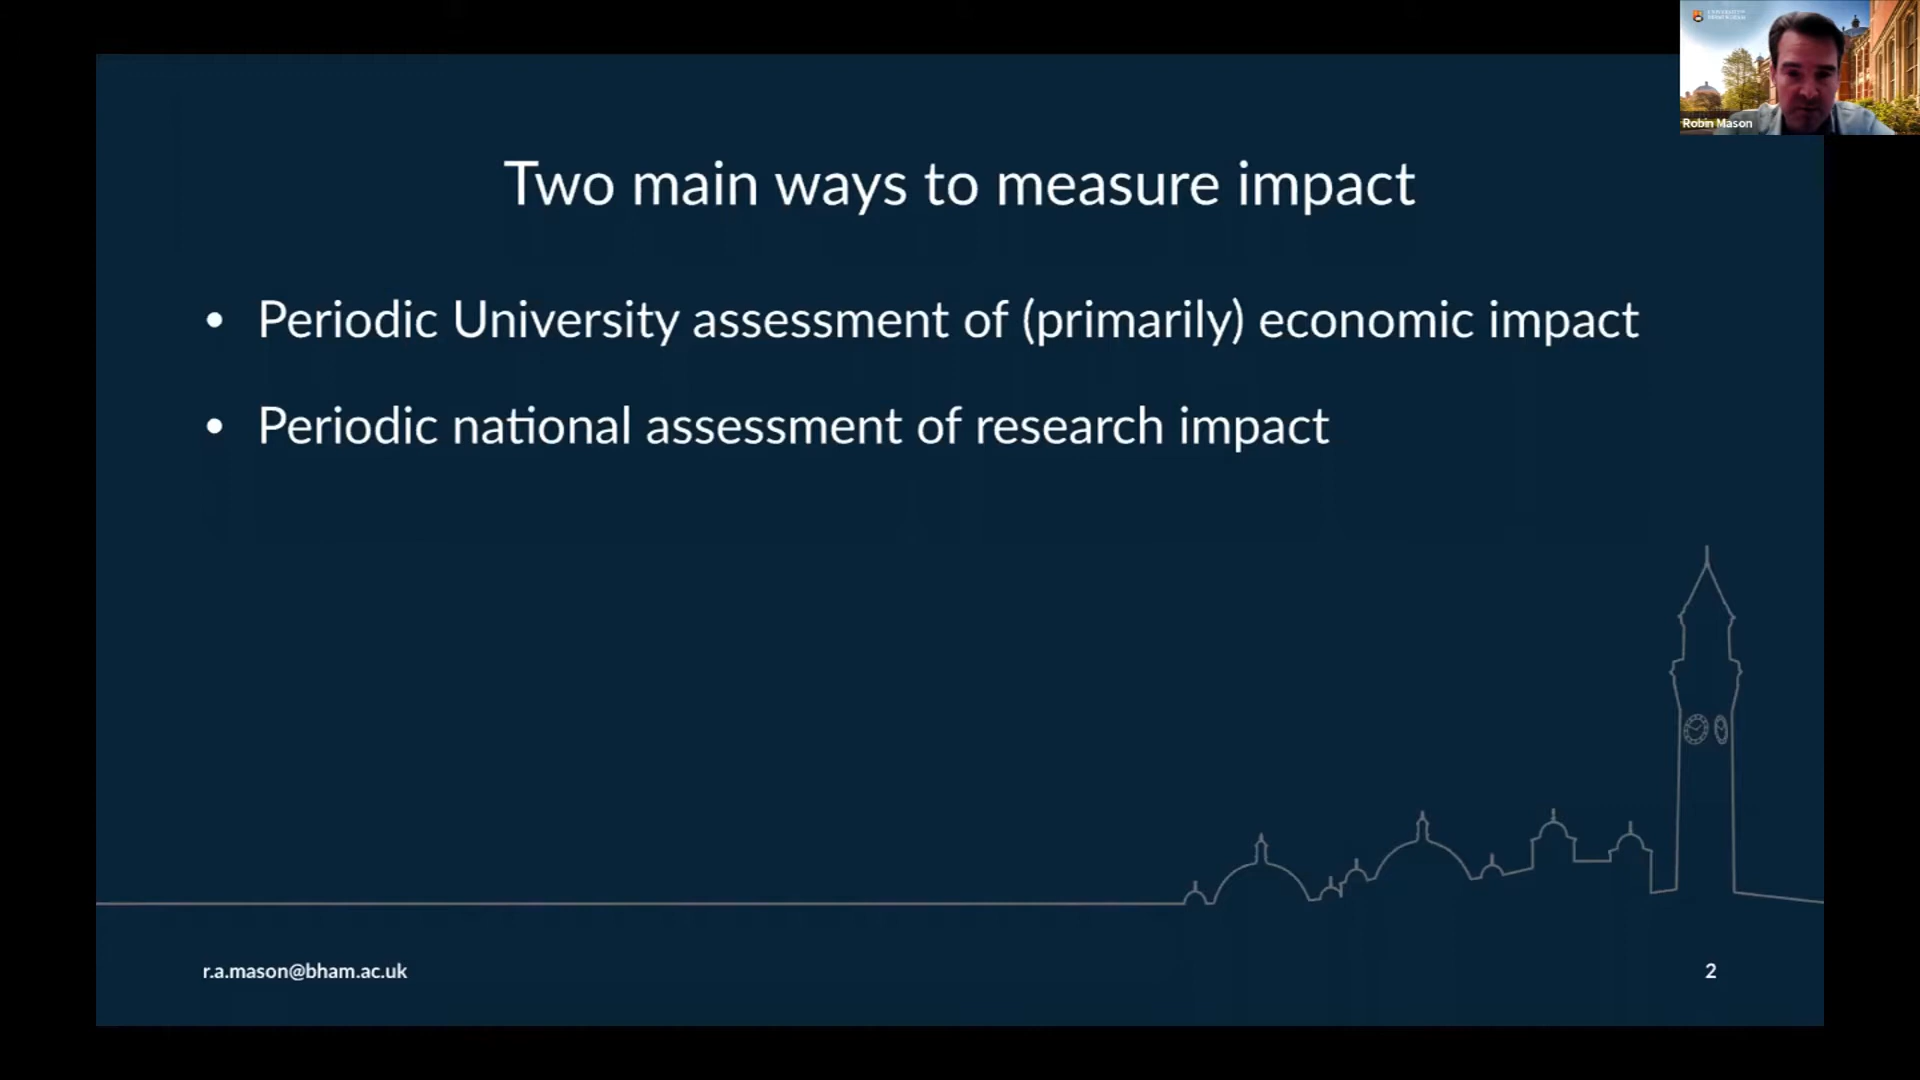 Two main ways to measure impact
• Periodic University assessment of (primarily) economic impact
• Periodic national assessment of research impact
r.a.mason@bham.ac.uk
2
Robin Mason